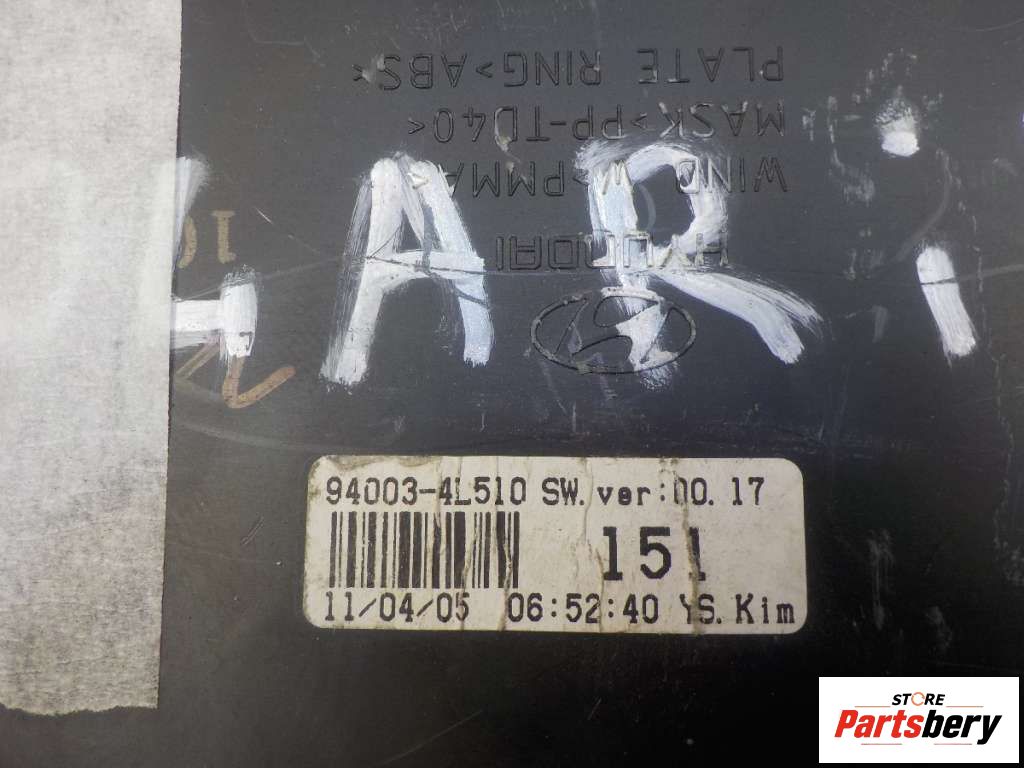 PLATE RING>ABS<
MASK>PP-TD40<
WIND W>PMMA<
HYUNDAI
AR
94003-4L510 SW. ver:00.17
151
11/04/05 06:52:40 YS.Kim
STORE
Partsbery